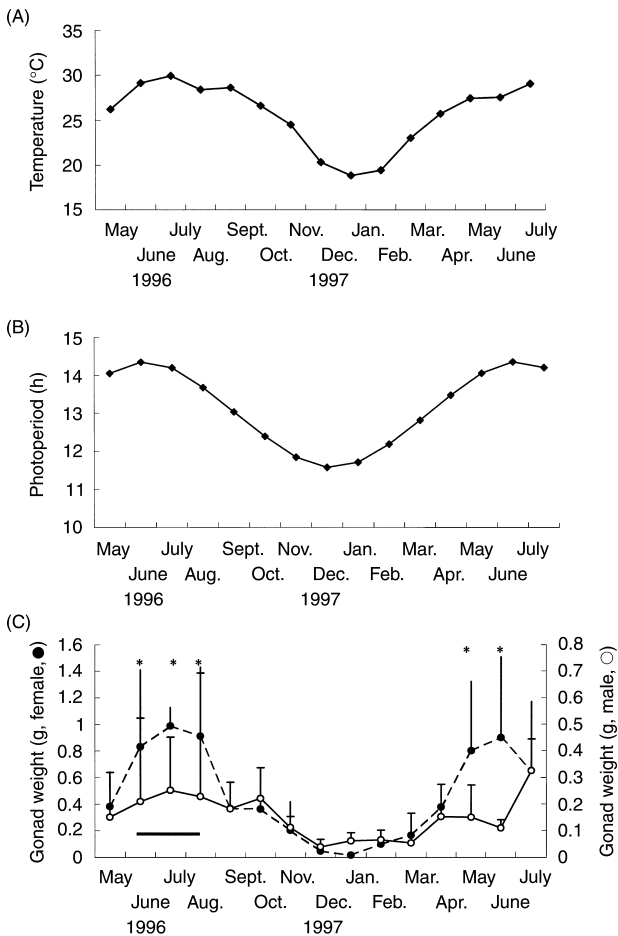 (A)
Temperature (°C)
35
30
25
20
15
May July Sept. Nov. Jan. Mar. May July
June Aug. Oct. Dec. Feb. Apr. June
1996 1997
(B)
Photoperiod (h)
15
14
13
12
11
10
May July Sept. Nov. Jan. Mar. May July
June Aug. Oct. Dec. Feb. Apr. June
1996 1997
(C)
Gonad weight (g, female, ●)
1.6
1.4
1.2
1
0.8
0.6
0.4
0.2
0
* * * * *
0.8
0.7
0.6
0.5
0.4
0.3
0.2
0.1
0
Gonad weight (g, male, ○)
May July Sept. Nov. Jan. Mar. May July
June Aug. Oct. Dec. Feb. Apr. June
1996 1997